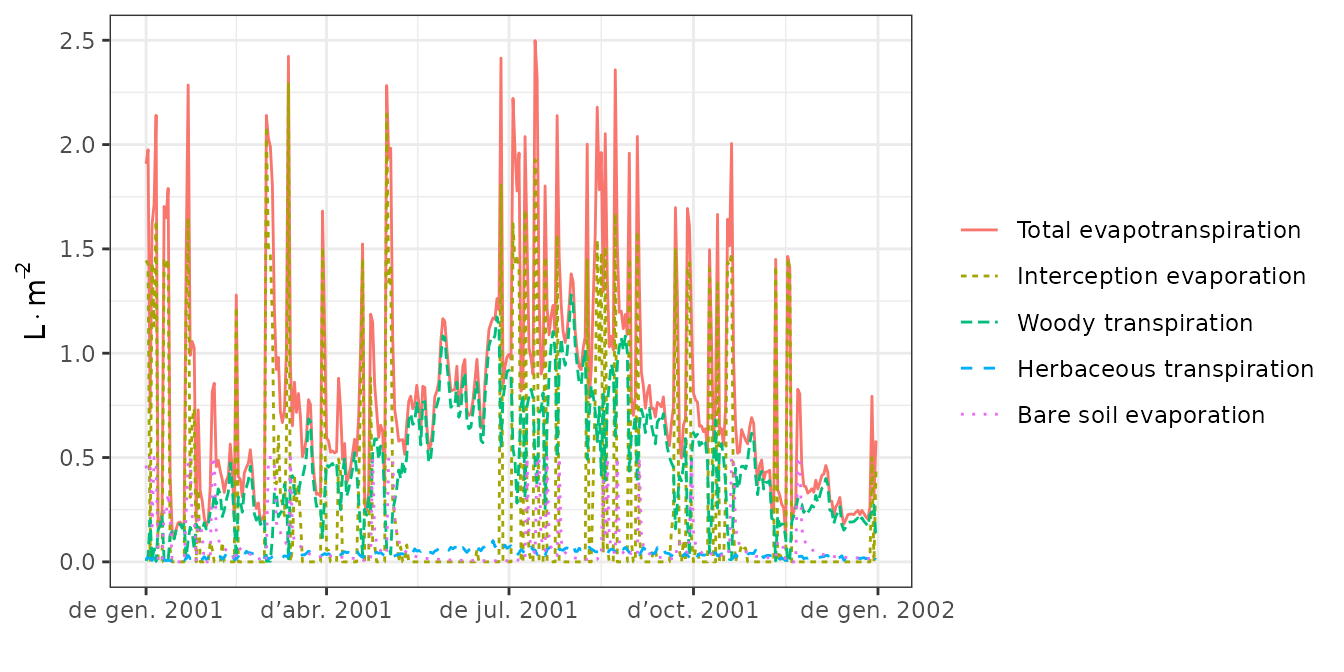 2.5
2.0
1.5
1.0
0.5
0.0
L · m⁻²
de gen. 2001 d’abr. 2001 de jul. 2001 d’oct. 2001 de gen. 2002
Total evapotranspiration
Interception evaporation
Woody transpiration
Herbaceous transpiration
Bare soil evaporation